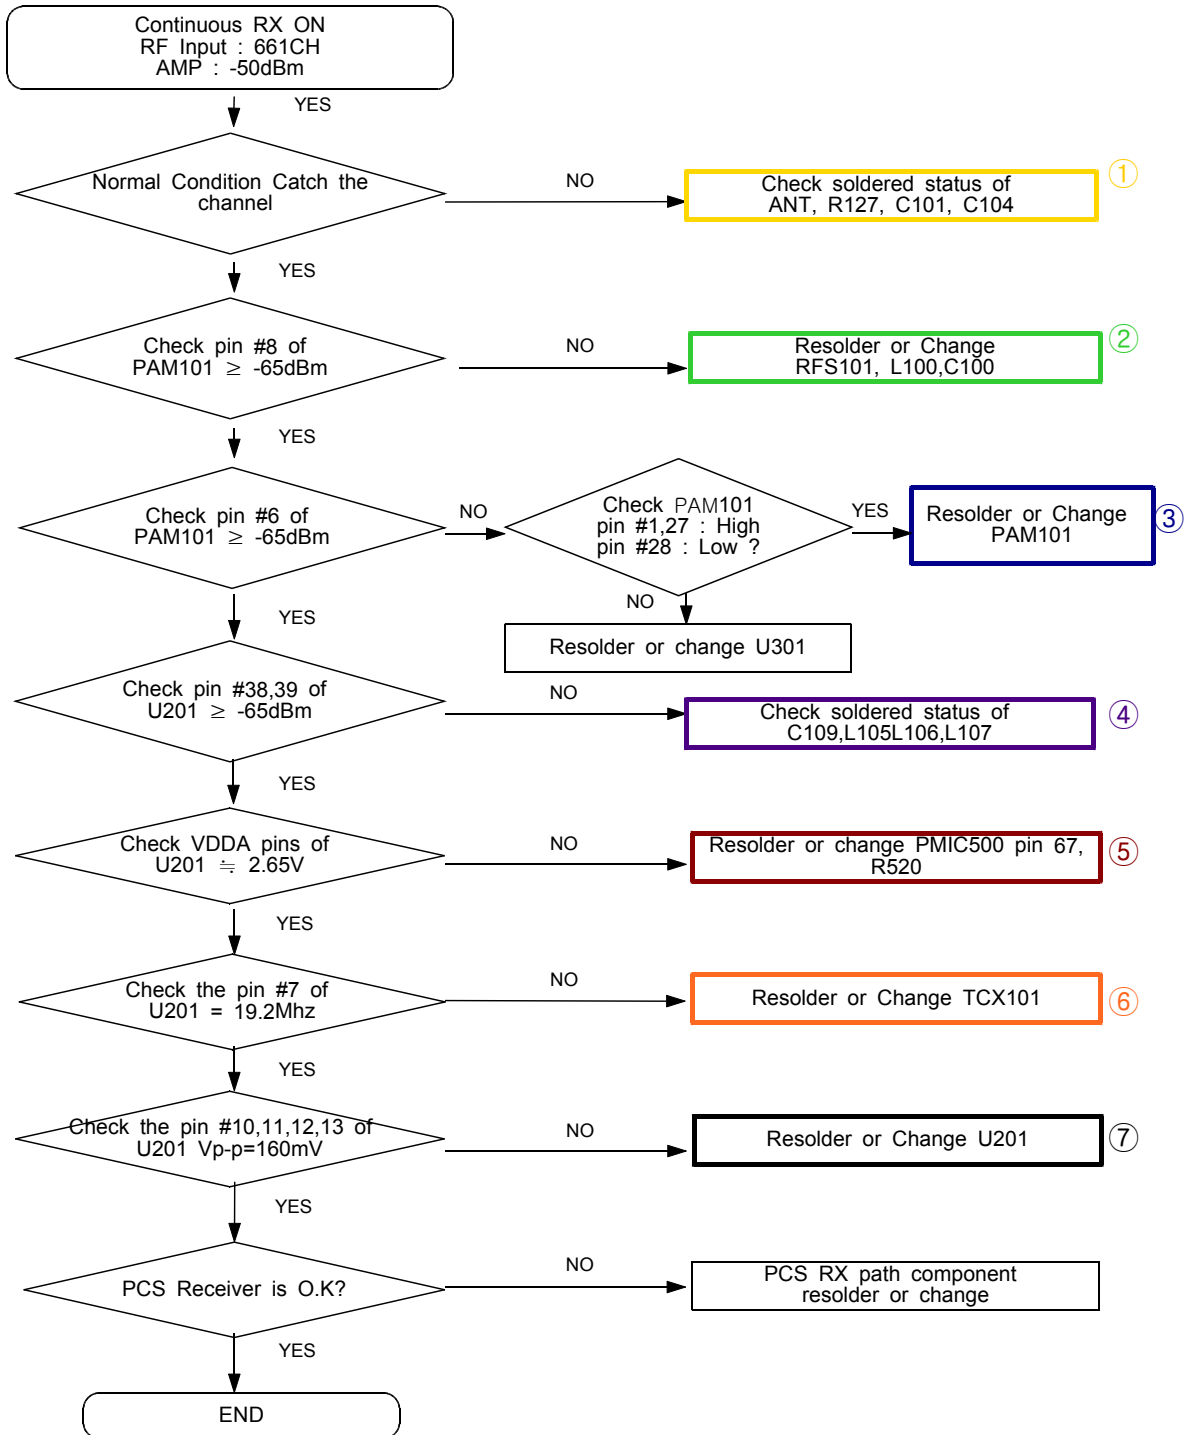 Continuous RX ON
RF Input : 661CH
AMP : -50dBm
YES
Normal Condition Catch the
channel
NO
Check soldered status of
ANT, R127, C101, C104
①
YES
Check pin #8 of
PAM101 ≥ -65dBm
NO
Resolder or Change
RFS101, L100,C100
②
YES
Check pin #6 of
PAM101 ≥ -65dBm
NO
Check PAM101
pin #1,27 : High
pin #28 : Low ?
YES
Resolder or Change
PAM101
③
NO
Resolder or change U301
YES
Check pin #38,39 of
U201 ≥ -65dBm
NO
Check soldered status of
C109,L105L106,L107
④
YES
Check VDDA pins of
U201 ≒ 2.65V
NO
Resolder or change PMIC500 pin 67,
R520
⑤
YES
Check the pin #7 of
U201 = 19.2Mhz
NO
Resolder or Change TCX101
⑥
YES
Check the pin #10,11,12,13 of
U201 Vp-p=160mV
NO
Resolder or Change U201
⑦
YES
PCS Receiver is O.K?
NO
PCS RX path component
resolder or change
YES
END